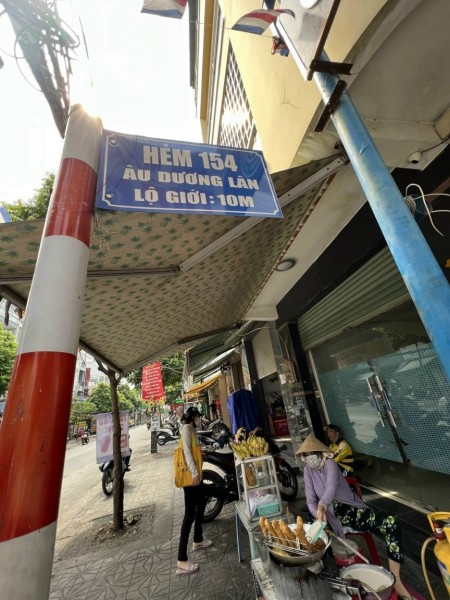 HẺM 154
ÂU DƯƠNG LÂN
LỘ GIỚI : 10M